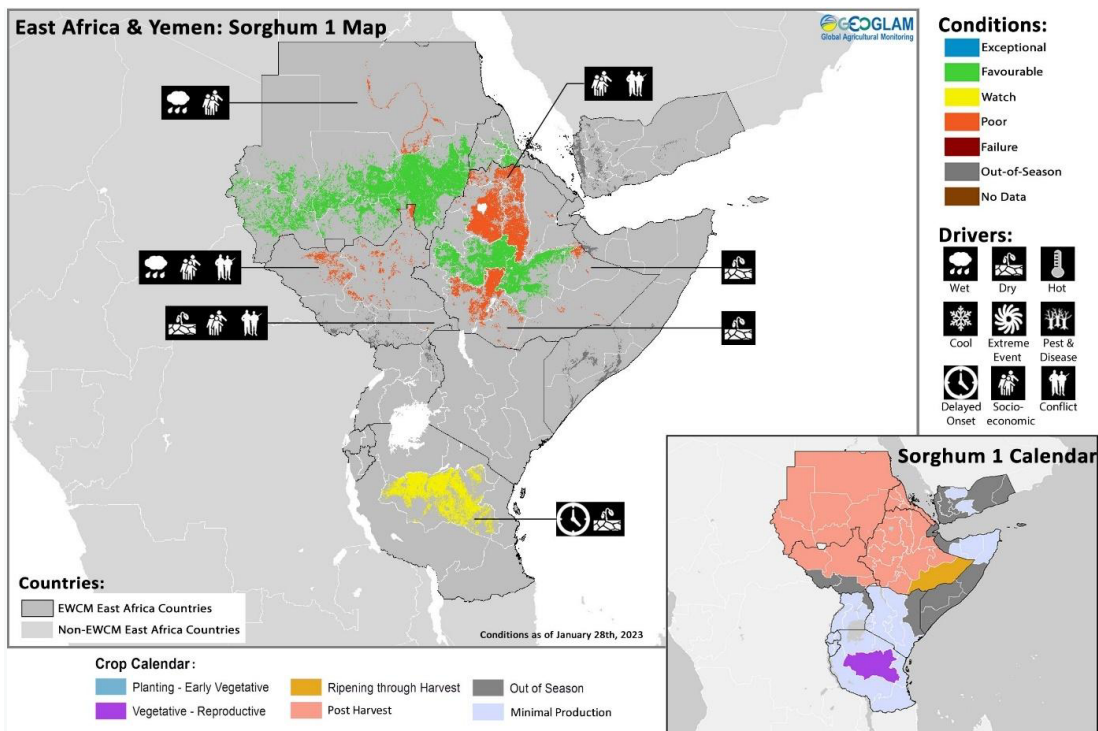 East Africa & Yemen: Sorghum 1 Map
GEOGLAM
Global Agricultural Monitoring
Conditions:
Exceptional
Favourable
Watch
Poor
Failure
Out-of-Season
No Data
Drivers:
Wet
Dry
Hot
Cool
Extreme Event
Pest & Disease
Delayed Onset
Socio-economic
Conflict
Countries:
EWCM East Africa Countries
Non-EWCM East Africa Countries
Conditions as of January 28th, 2023
Sorghum 1 Calendar
Crop Calendar:
Planting - Early Vegetative
Vegetative - Reproductive
Ripening through Harvest
Post Harvest
Out of Season
Minimal Production